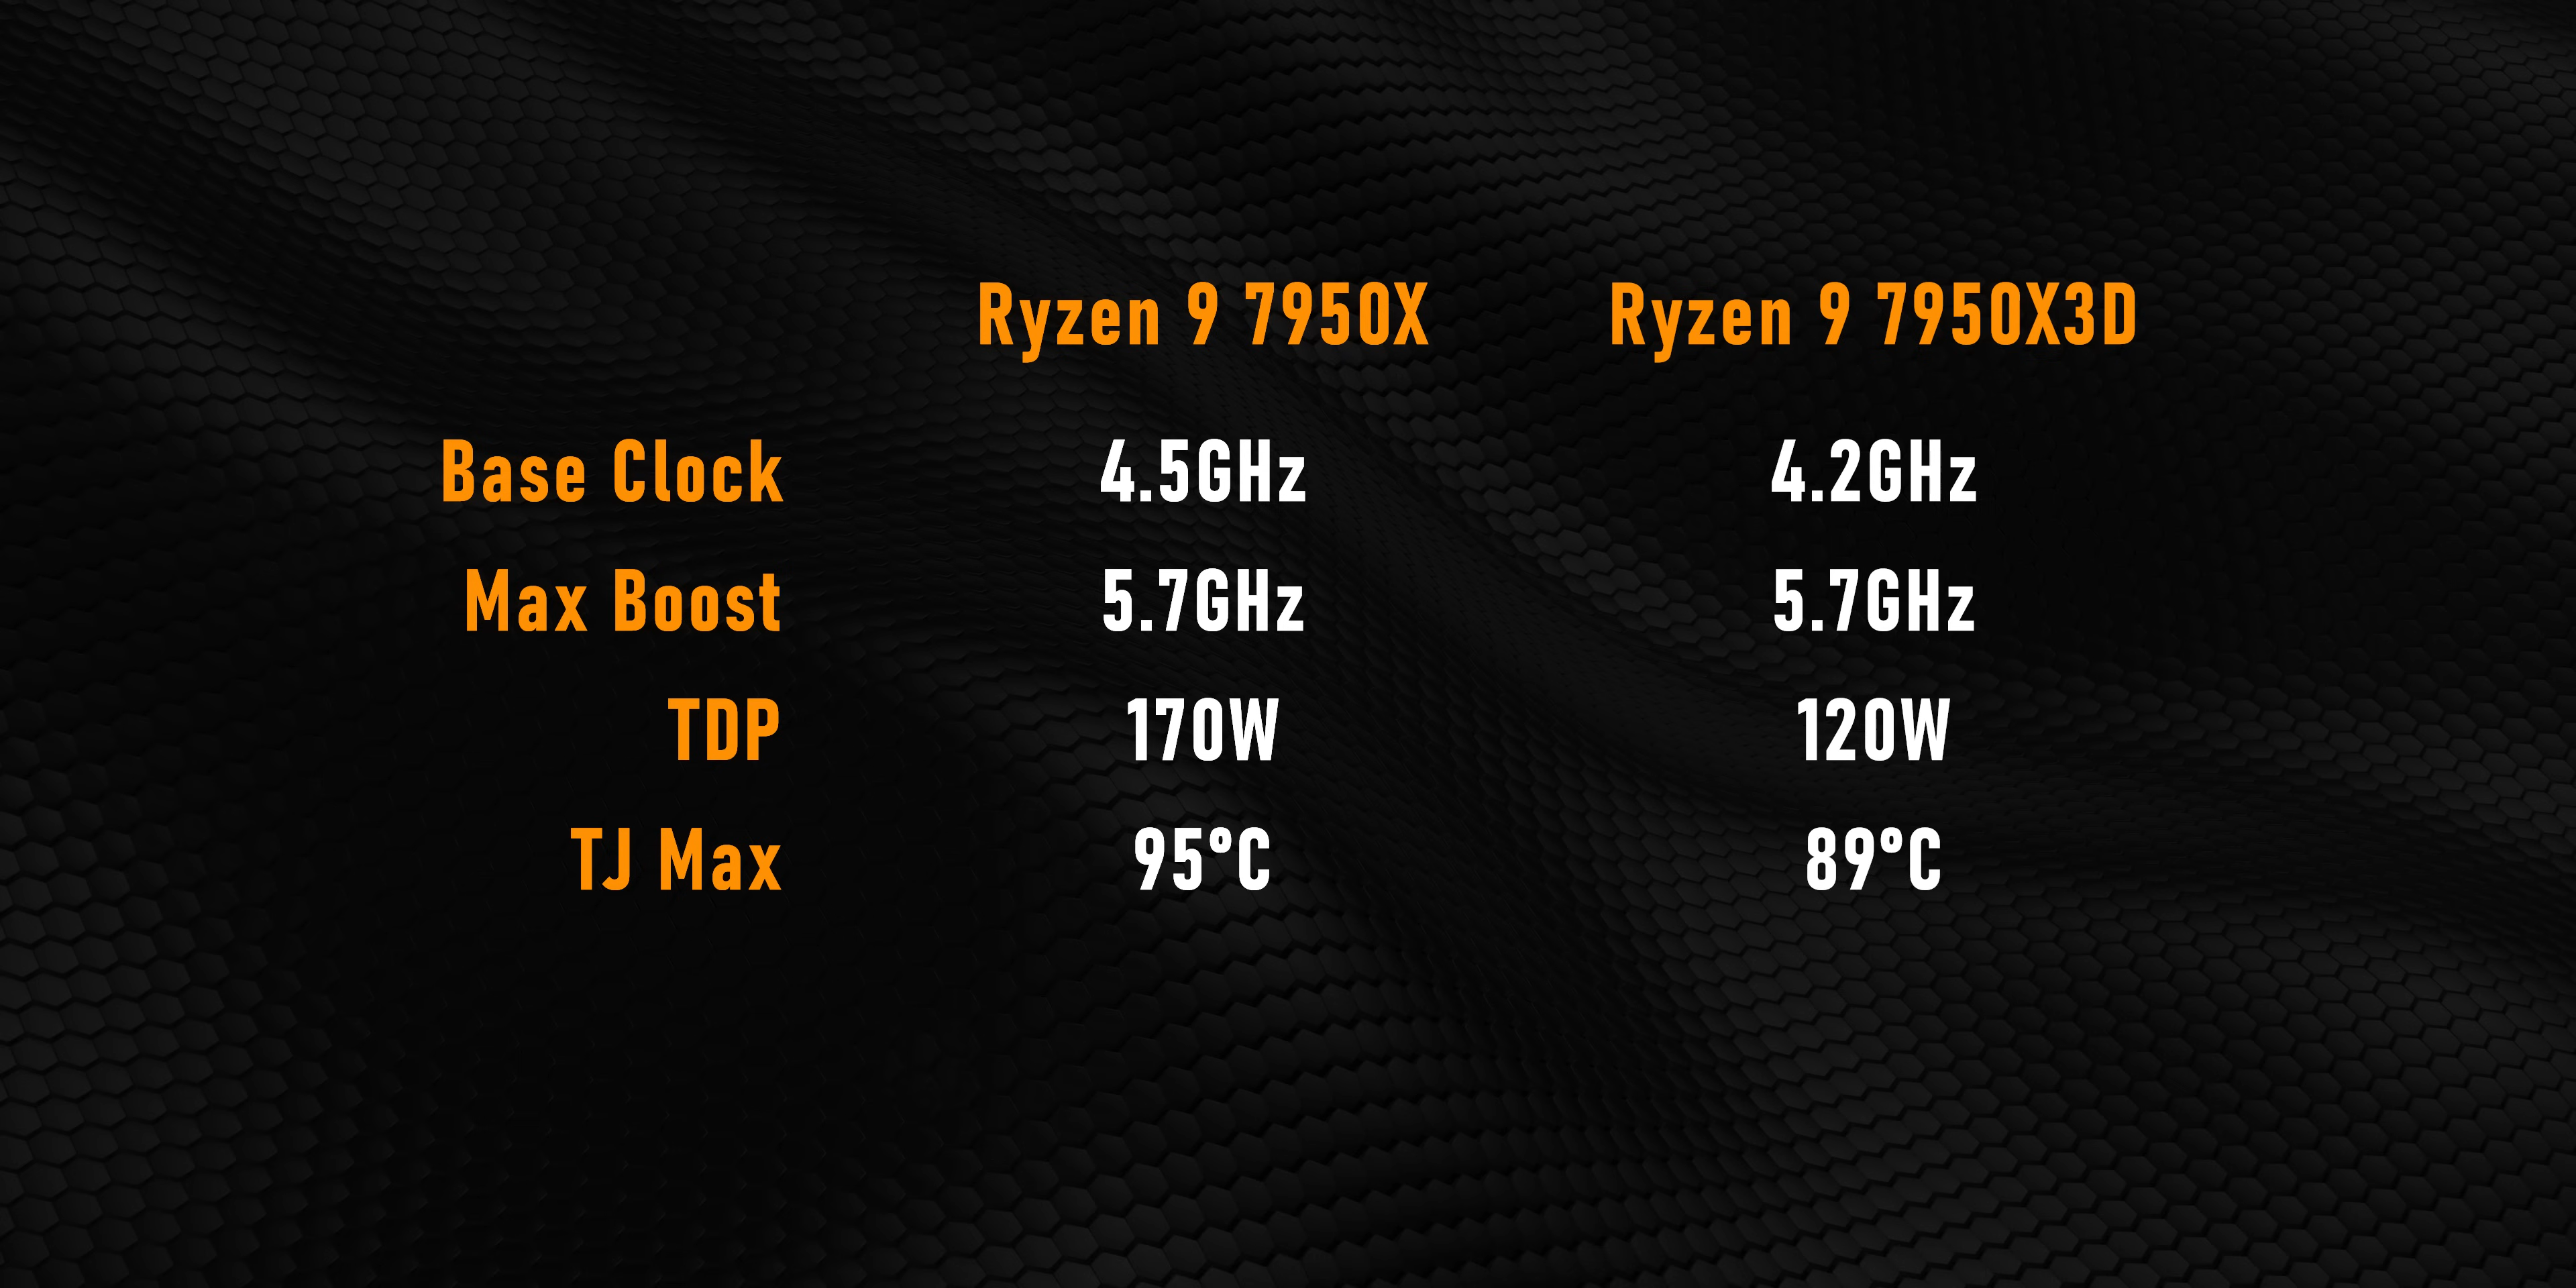 Ryzen 9 7950X Ryzen 9 7950X3D
Base Clock 4.5GHz 4.2GHz
Max Boost 5.7GHz 5.7GHz
TDP 170W 120W
TJ Max 95°C 89°C